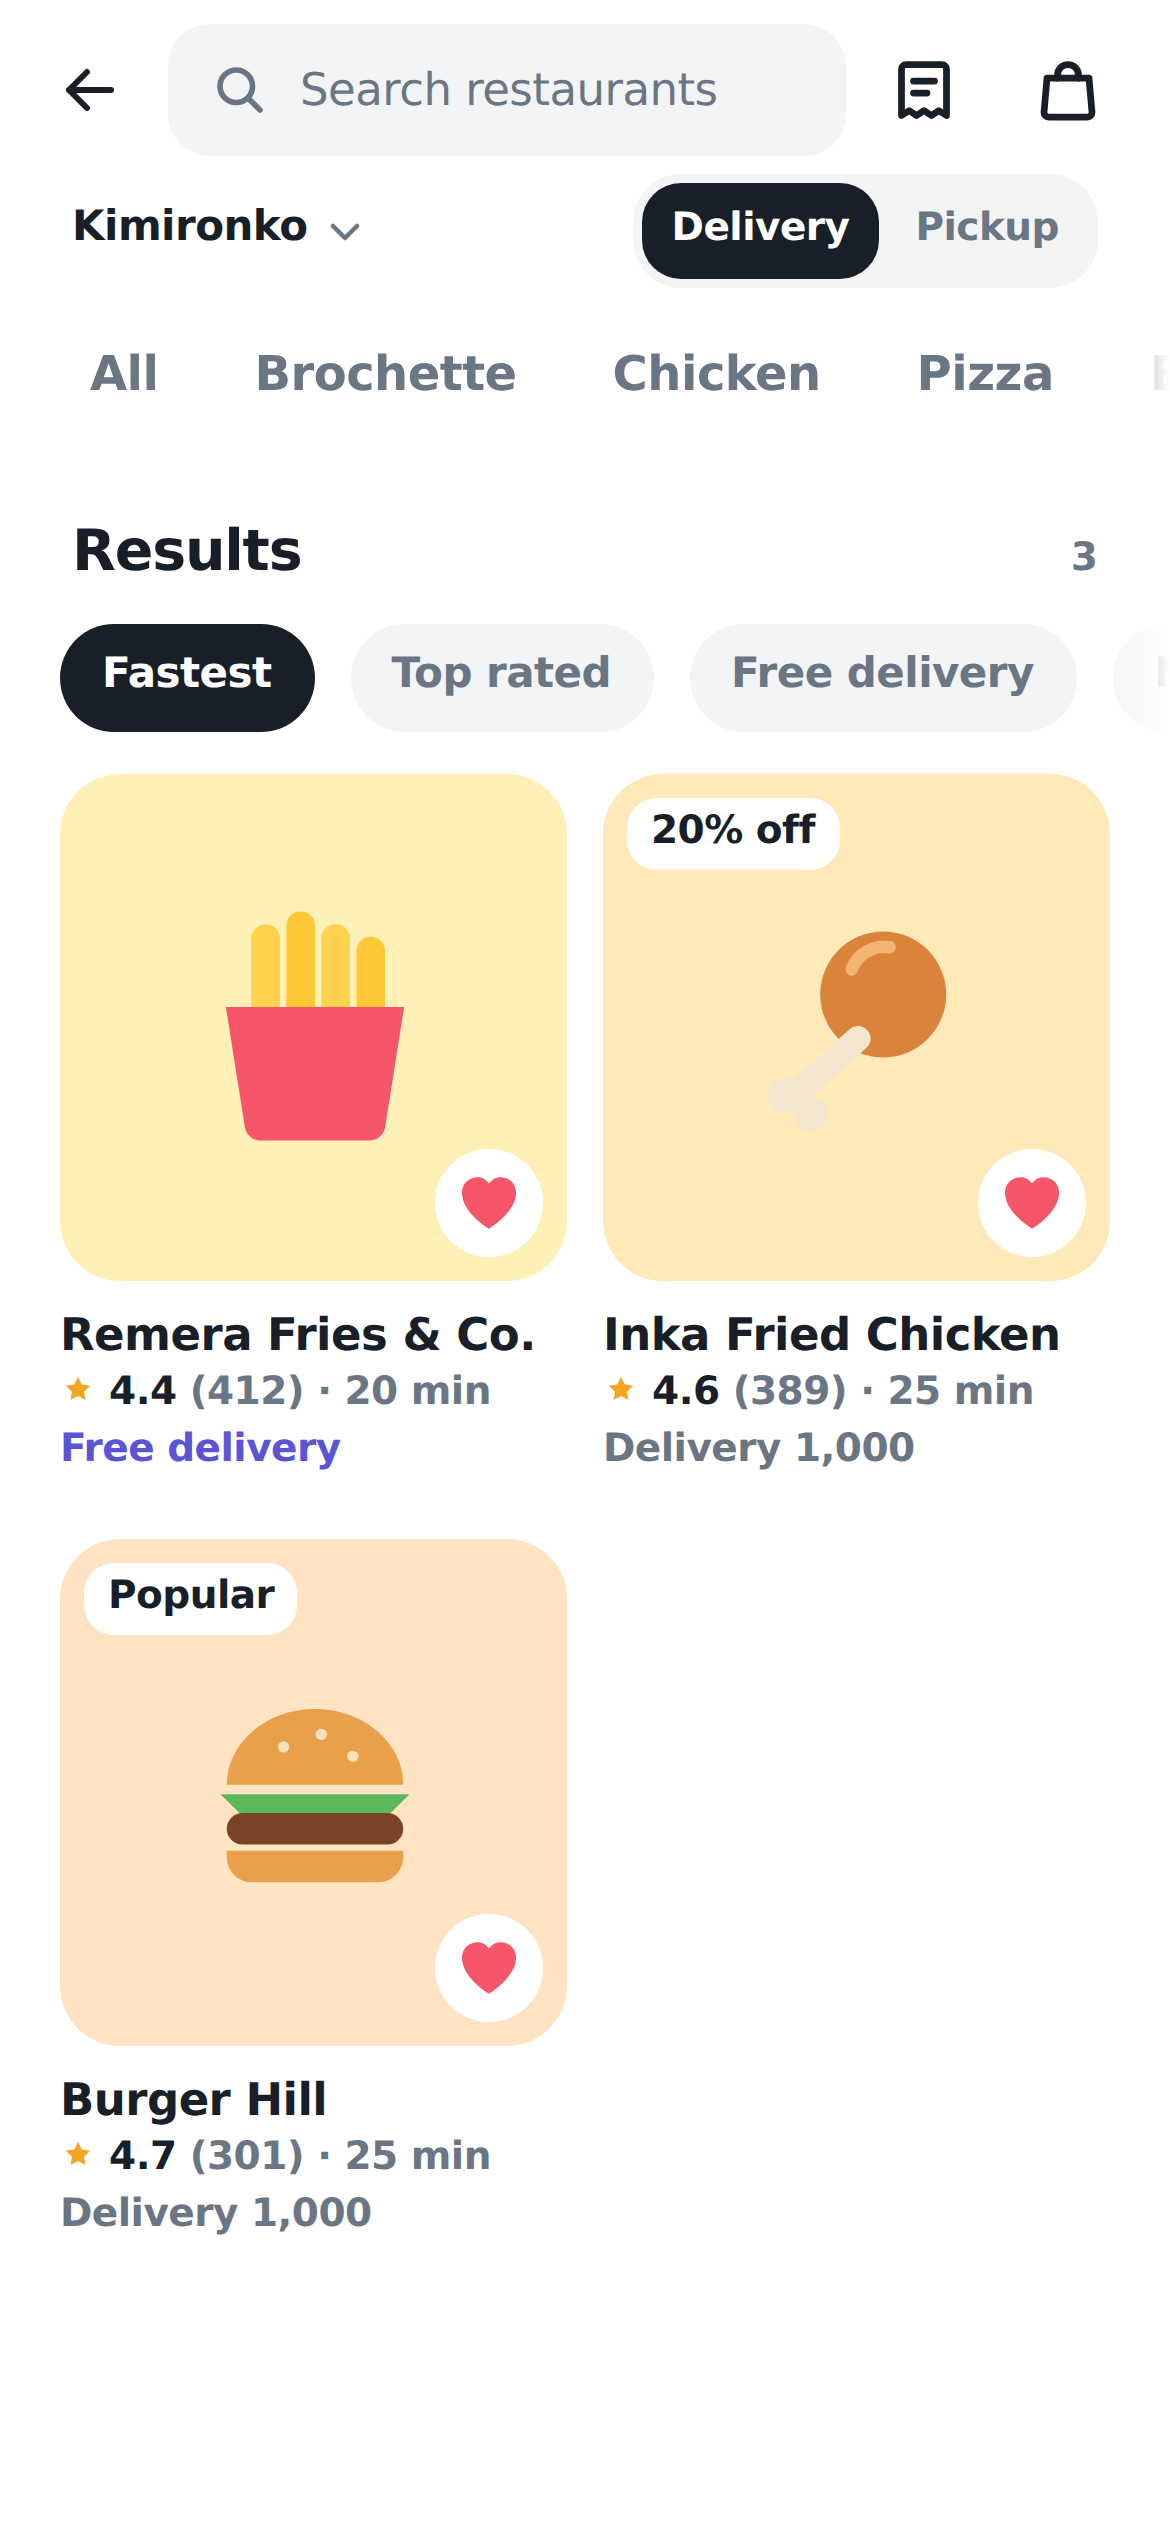 Search restaurants
Kimironko
Delivery Pickup
All Brochette Chicken Pizza
Results
3
Fastest Top rated Free delivery
20% off
Remera Fries & Co.
4.4 (412) · 20 min
Free delivery
Inka Fried Chicken
4.6 (389) · 25 min
Delivery 1,000
Popular
Burger Hill
4.7 (301) · 25 min
Delivery 1,000